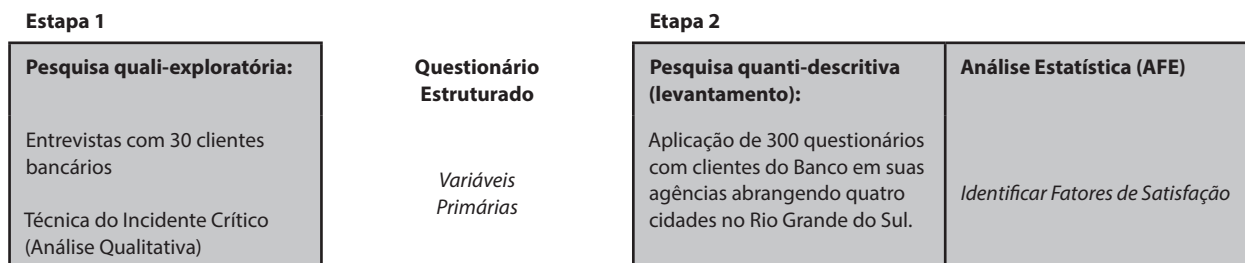 Estapa 1
Etapa 2
Pesquisa quali-exploratória:
Entrevistas com 30 clientes
bancários
Técnica do Incidente Crítico
(Análise Qualitativa)
Questionário
Estruturado
Variáveis
Primárias
Pesquisa quanti-descritiva
(levantamento):
Aplicação de 300 questionários
com clientes do Banco em suas
agências abrangendo quatro
cidades no Rio Grande do Sul.
Análise Estatística (AFE)
Identificar Fatores de Satisfação